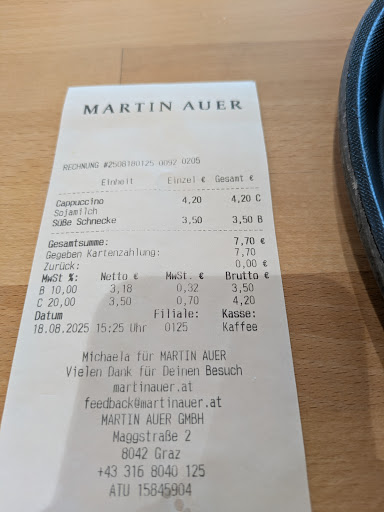 MARTIN AUER
RECHNUNG #2508180125 0092 0205
Einheit Einzel € Gesamt €
Cappuccino 4,20 4,20 C
Sojamilch
Süße Schnecke 3,50 3,50 B
Gesamtsumme: 7,70 €
Gegeben Kartenzahlung: 7,70
Zurück: 0,00 €
MwSt %: Netto € MwSt. € Brutto €
B 10,00 3,18 0,32 3,50
C 20,00 3,50 0,70 4,20
Datum Filiale: Kasse:
18.08.2025 15:25 Uhr 0125 Kaffee
Michaela für MARTIN AUER
Vielen Dank für Deinen Besuch
martinauer.at
feedback@martinauer.at
MARTIN AUER GMBH
Maggstraße 2
8042 Graz
+43 316 8040 125
ATU 15845904